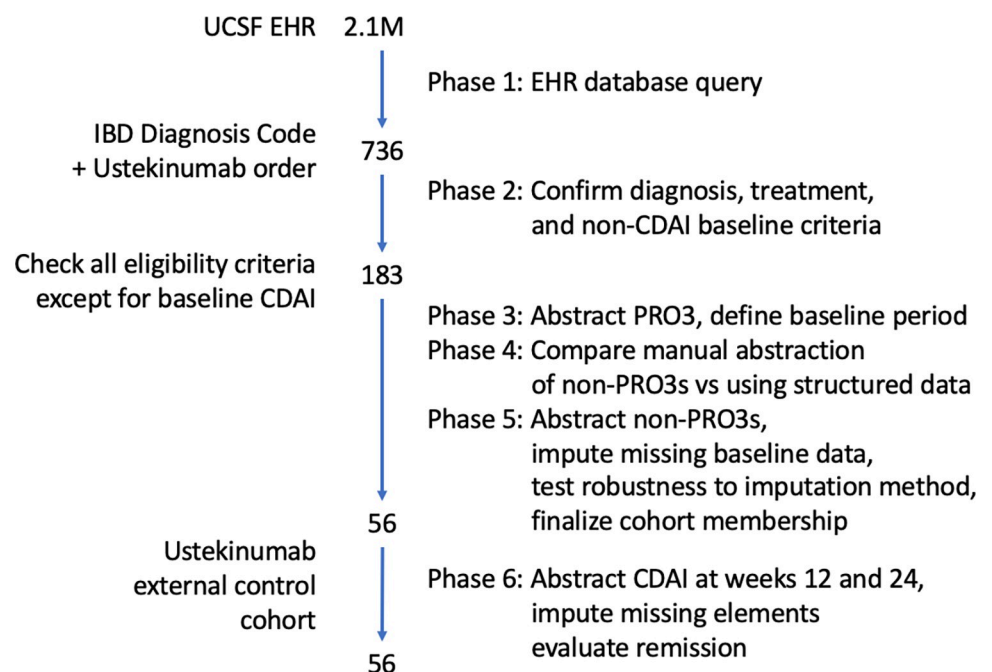 UCSF EHR 2.1M
Phase 1: EHR database query
IBD Diagnosis Code
+ Ustekinumab order
736
Phase 2: Confirm diagnosis, treatment,
and non-CDAI baseline criteria
Check all eligibility criteria
except for baseline CDAI
183
Phase 3: Abstract PRO3, define baseline period
Phase 4: Compare manual abstraction
of non-PRO3s vs using structured data
Phase 5: Abstract non-PRO3s,
impute missing baseline data,
test robustness to imputation method,
finalize cohort membership
56
Ustekinumab
external control
cohort
Phase 6: Abstract CDAI at weeks 12 and 24,
impute missing elements
evaluate remission
56